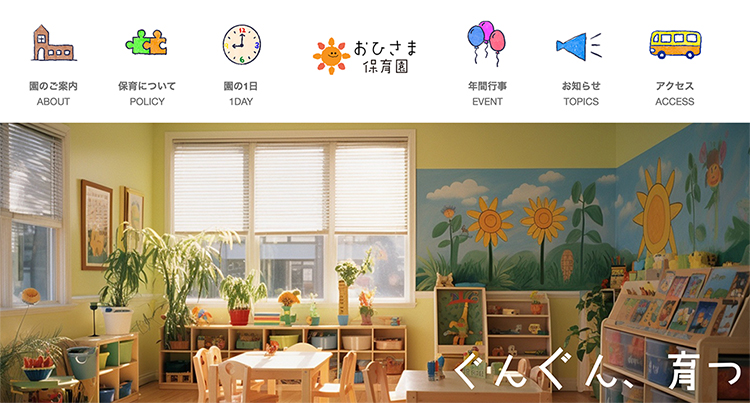 園のご案内
ABOUT
保育について
POLICY
園の1日
1DAY
おひさま
保育園
年間行事
EVENT
お知らせ
TOPICS
アクセス
ACCESS
ぐんぐん、育つ